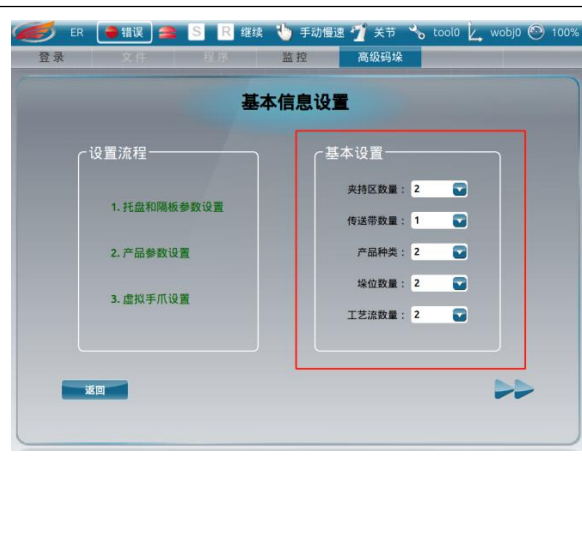 ER 错误 S R 继续 手动慢速 关节 tool0 wobj0 100%
登录 文件 程序 监控 高级码垛
基本信息设置
设置流程
1. 托盘和隔板参数设置
2. 产品参数设置
3. 虚拟手爪设置
基本设置
夹持区数量： 2
传送带数量： 1
产品种类： 2
垛位数量： 2
工艺流数量： 2
返回